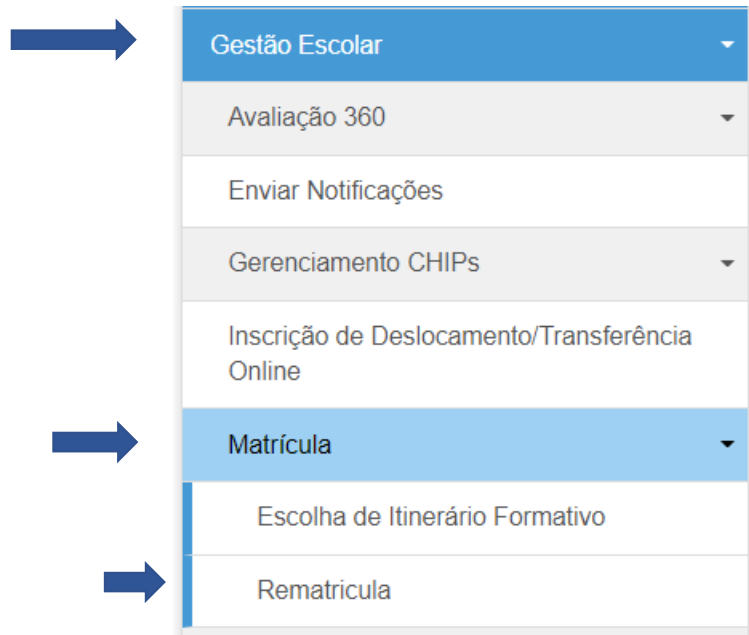 Gestão Escolar
Avaliação 360
Enviar Notificações
Gerenciamento CHIPs
Inscrição de Deslocamento/Transferência
Online
Matrícula
Escolha de Itinerário Formativo
Rematricula